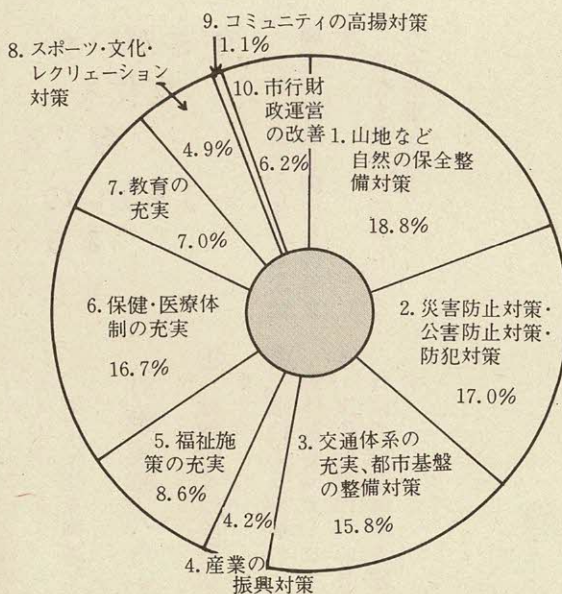 1. 山地など
自然の保全整
備対策
18.8%
2. 災害防止対策・
公害防止対策・
防犯対策
17.0%
3. 交通体系の
充実、都市基盤
の整備対策
15.8%
4.2%
4. 産業の
振興対策
5. 福祉施
策の充実
8.6%
6. 保健・医療体
制の充実
16.7%
7. 教育の
充実
7.0%
8. スポーツ・文化・
レクリェーション
対策
4.9%
9. コミュニティの高揚対策
1.1%
10. 市行財
政運営
の改善
6.2%